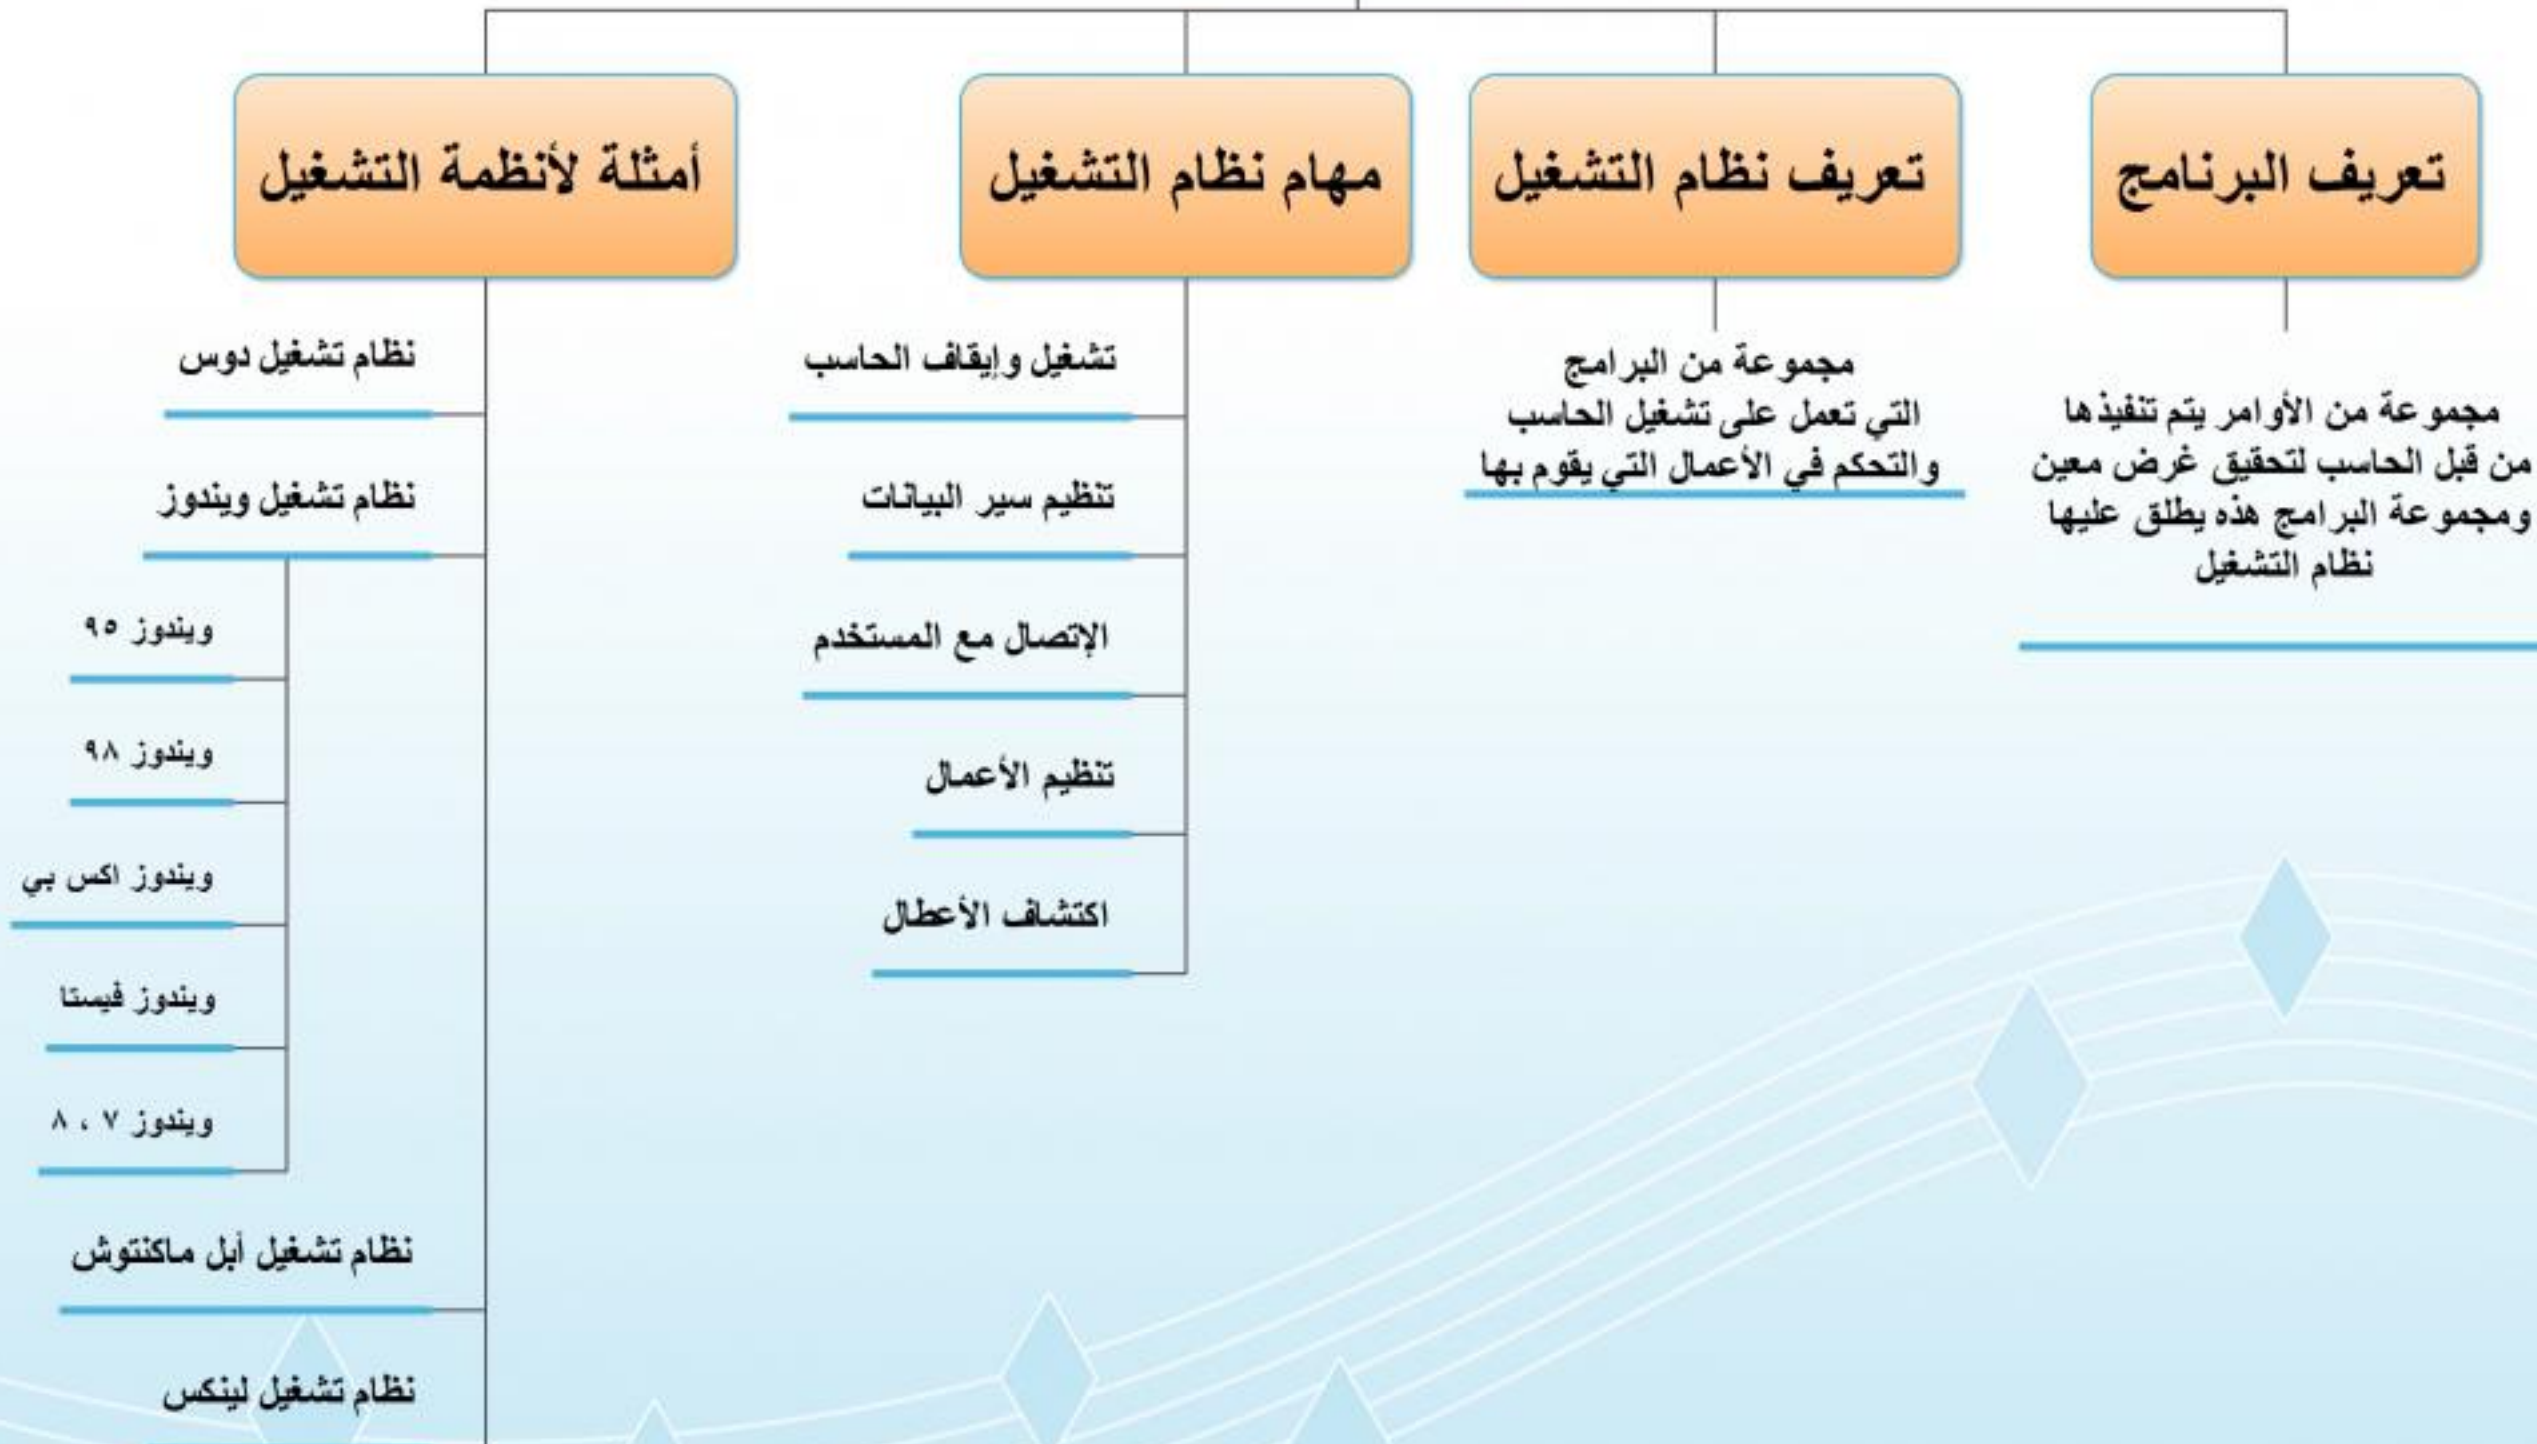 تعريف البرنامج
مجموعة من الأوامر يتم تنفيذها
من قبل الحاسب لتحقيق غرض معين
ومجموعة البرامج هذه يطلق عليها
نظام التشغيل
تعريف نظام التشغيل
مجموعة من البرامج
التي تعمل على تشغيل الحاسب
والتحكم في الأعمال التي يقوم بها
مهام نظام التشغيل
تشغيل وإيقاف الحاسب
تنظيم سير البيانات
الإتصال مع المستخدم
تنظيم الأعمال
اكتشاف الأعطال
أمثلة لأنظمة التشغيل
نظام تشغيل دوس
نظام تشغيل ويندوز
ويندوز ٩٥
ويندوز ٩٨
ويندوز اكس بي
ويندوز فيستا
ويندوز ٧ ، ٨
نظام تشغيل أبل ماكنتوش
نظام تشغيل لينكس